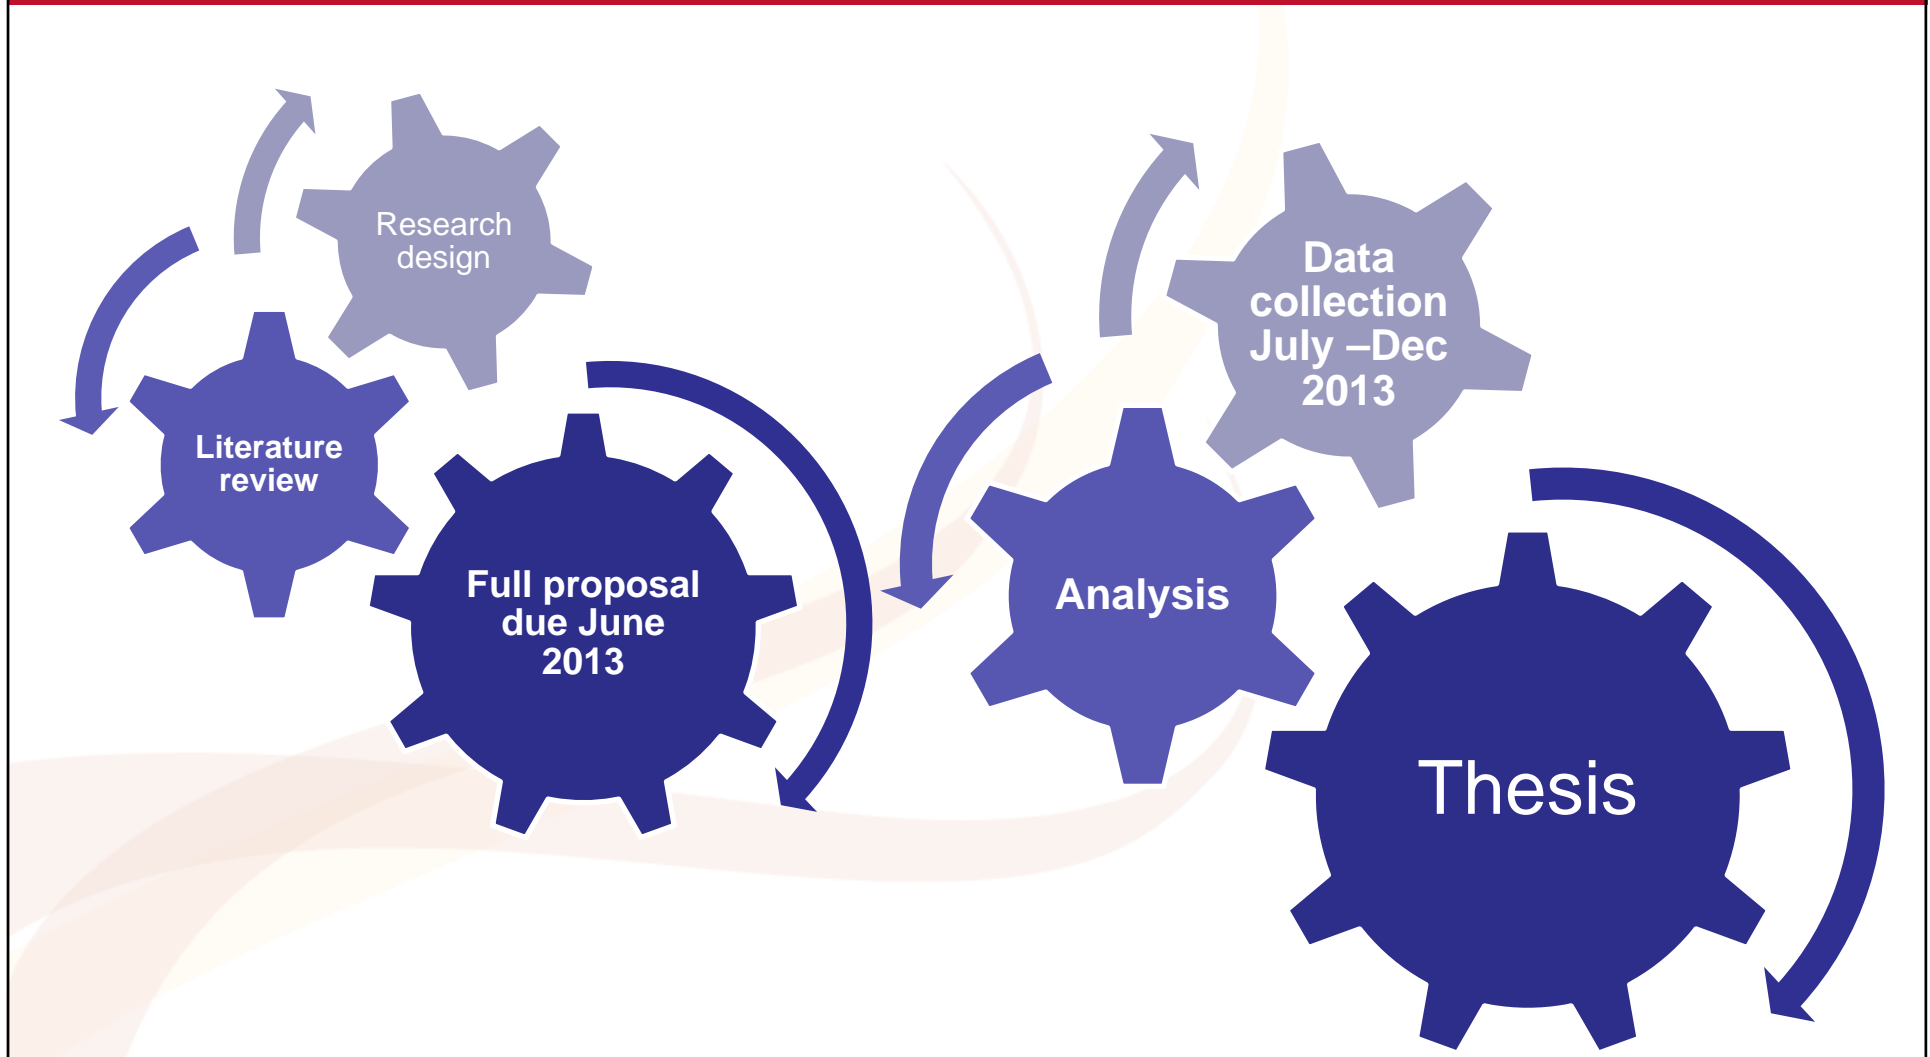 Research
design
Literature
review
Full proposal
due June
2013
Data
collection
July –Dec
2013
Analysis
Thesis